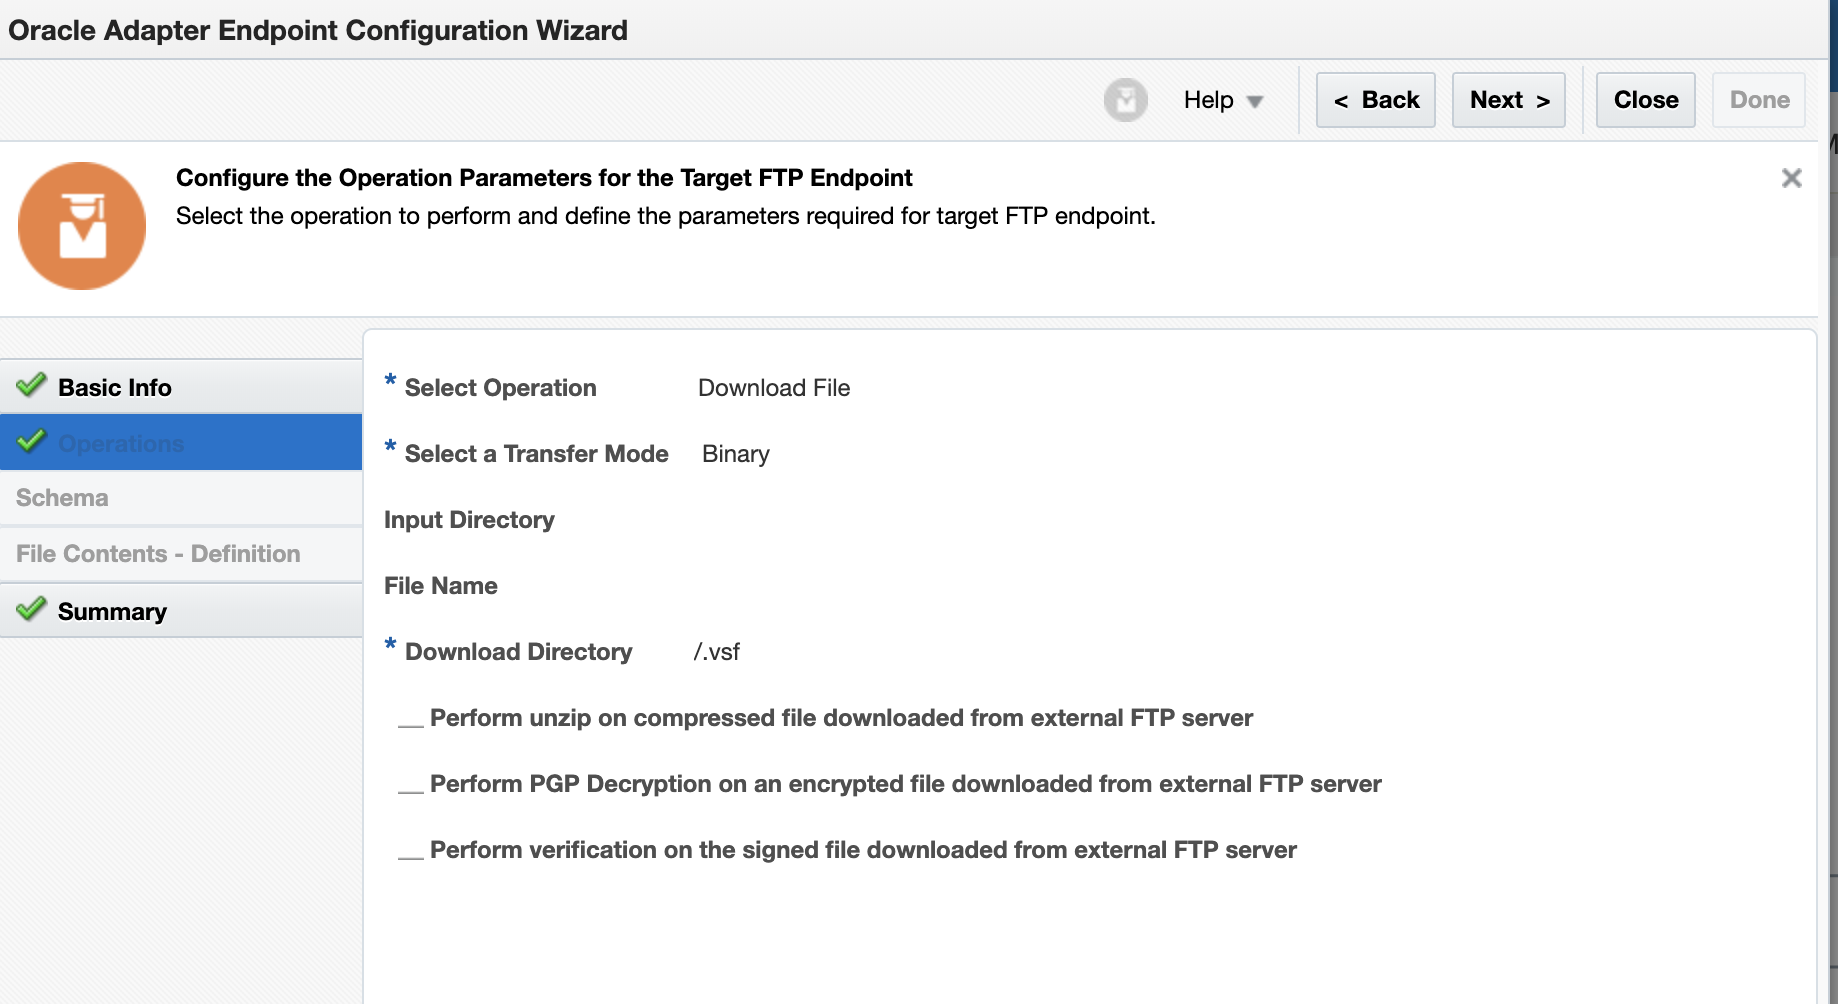 Oracle Adapter Endpoint Configuration Wizard
Help
< Back
Next >
Close
Done
Configure the Operation Parameters for the Target FTP Endpoint
Select the operation to perform and define the parameters required for target FTP endpoint.
Basic Info
Operations
Schema
File Contents - Definition
Summary
* Select Operation Download File
* Select a Transfer Mode Binary
Input Directory
File Name
* Download Directory /.vsf
Perform unzip on compressed file downloaded from external FTP server
Perform PGP Decryption on an encrypted file downloaded from external FTP server
Perform verification on the signed file downloaded from external FTP server